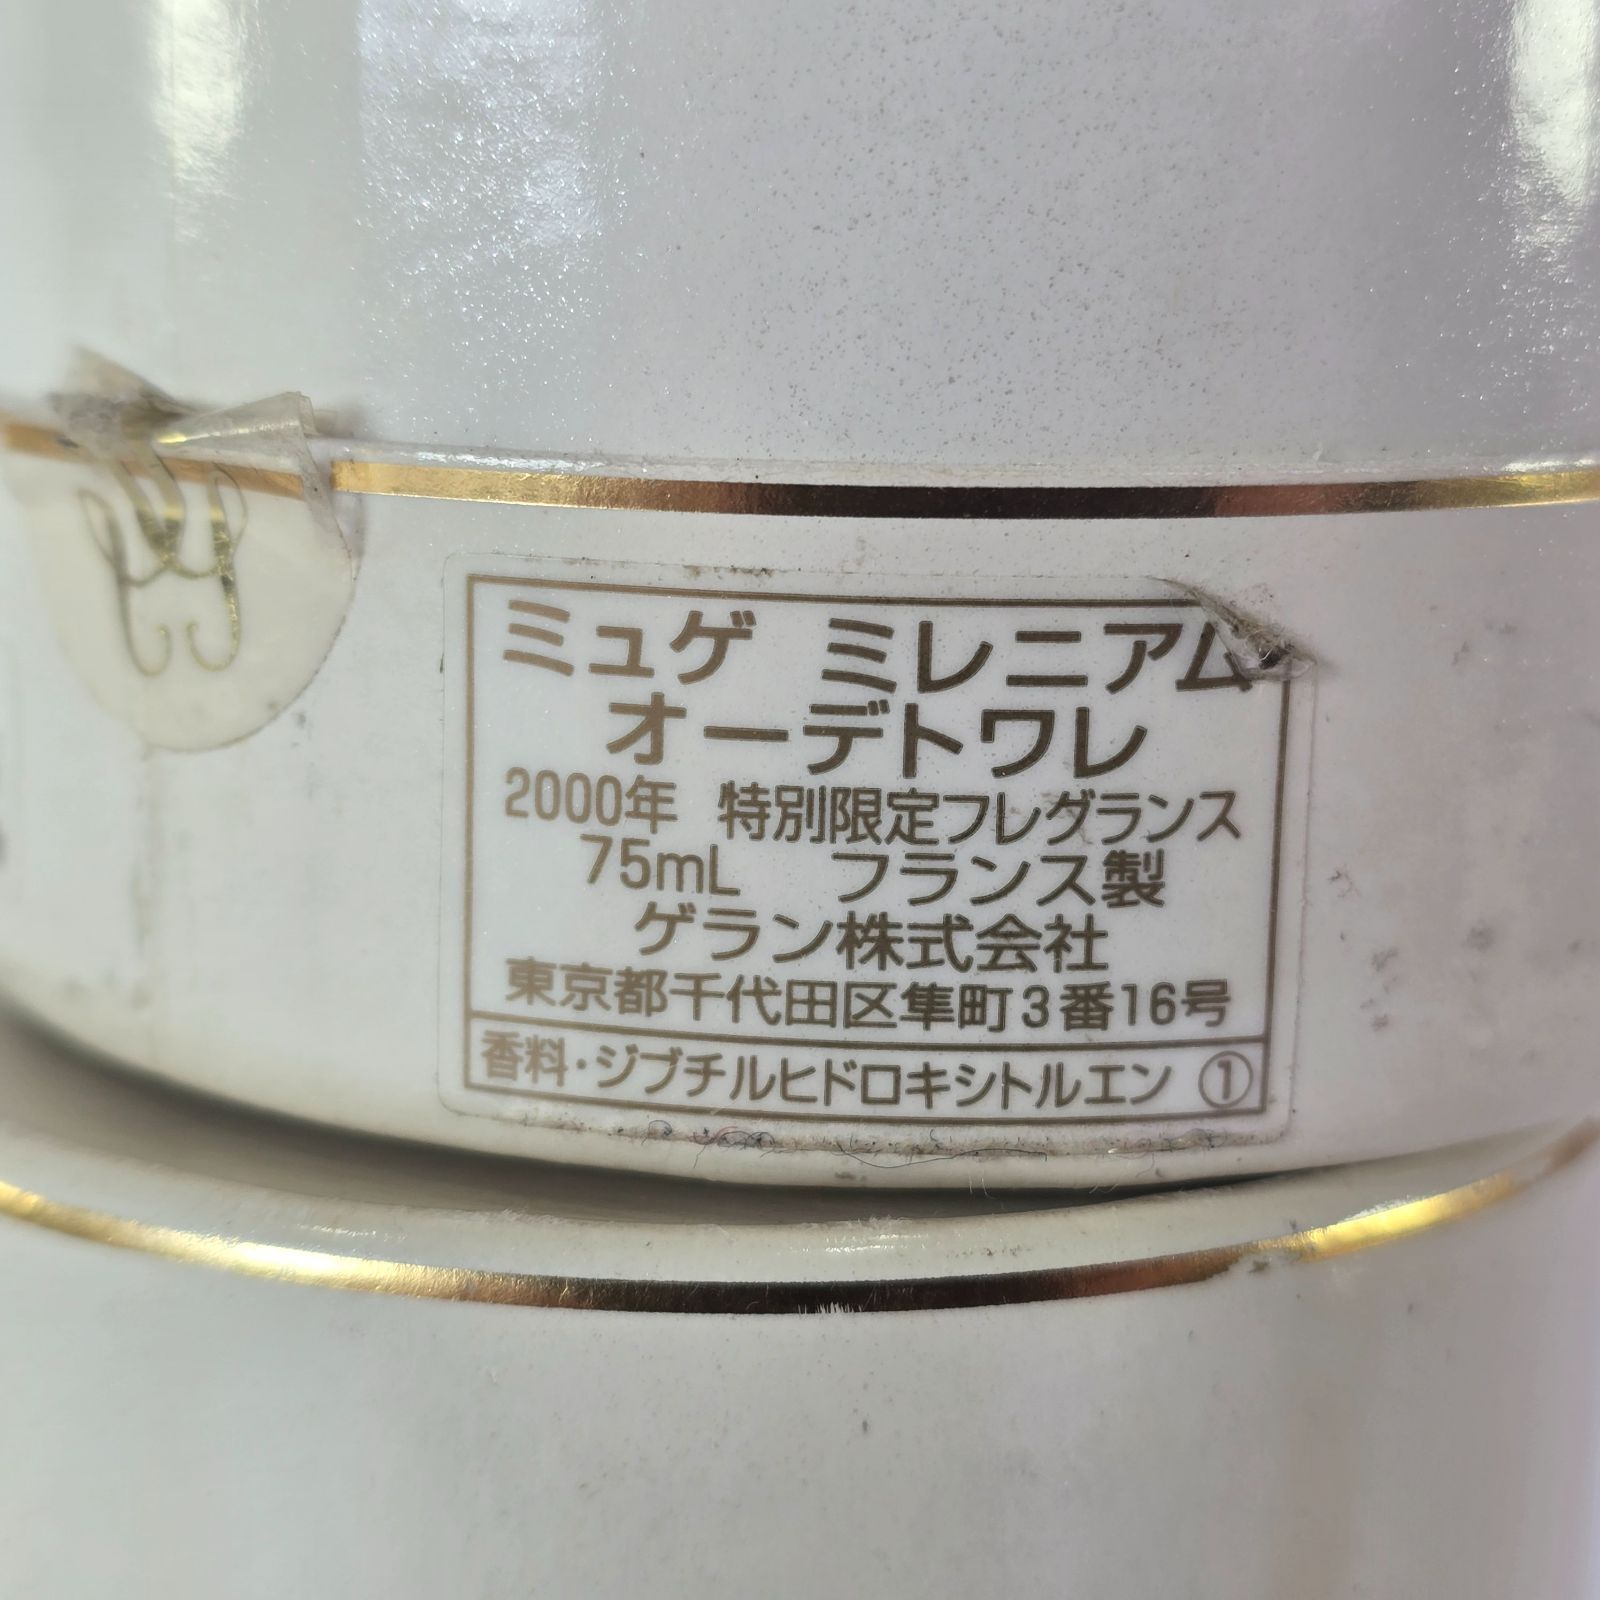 ミュゲ ミレニアム
オーデトワレ
2000年 特別限定フレグランス
75mL フランス製
ゲラン株式会社
東京都千代田区隼町3番16号
香料・ジブチルヒドロキシトルエン ①